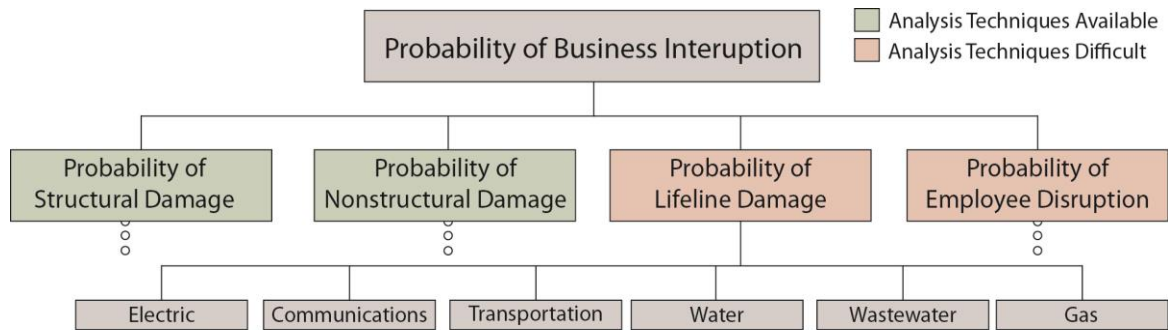 Probability of Business Interuption
Analysis Techniques Available
Analysis Techniques Difficult
Probability of
Structural Damage
Probability of
Nonstructural Damage
Probability of
Lifeline Damage
Probability of
Employee Disruption
Electric
Communications
Transportation
Water
Wastewater
Gas